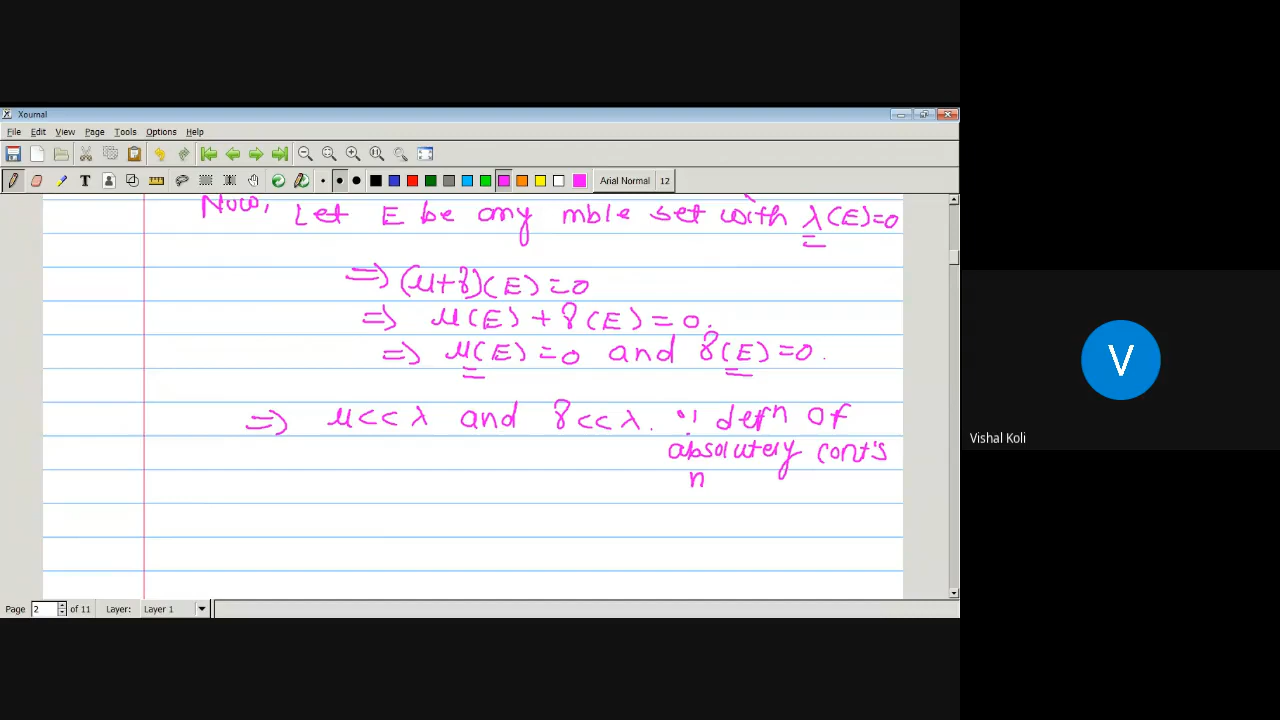 Xournal
File Edit View Page Tools Options Help
Arial Normal 12
Now, Let E be any mble set with λ(E)=0
=> (μ+γ)(E)=0
=> μ(E) + γ(E) = 0.
=> μ(E)=0 and γ(E)=0.
=> μ<<λ and γ<<λ. ∵ defn of
absolutely cont's
n
Page 2 of 11 Layer: Layer 1
V
Vishal Koli